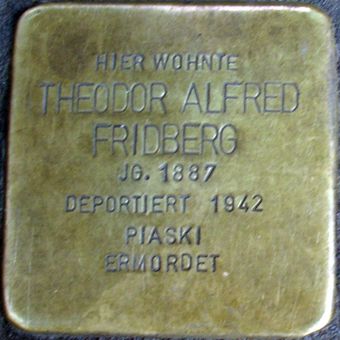 HIER WOHNTE
THEODOR ALFRED
FRIDBERG
JG. 1887
DEPORTIERT 1942
PIASKI
ERMORDET